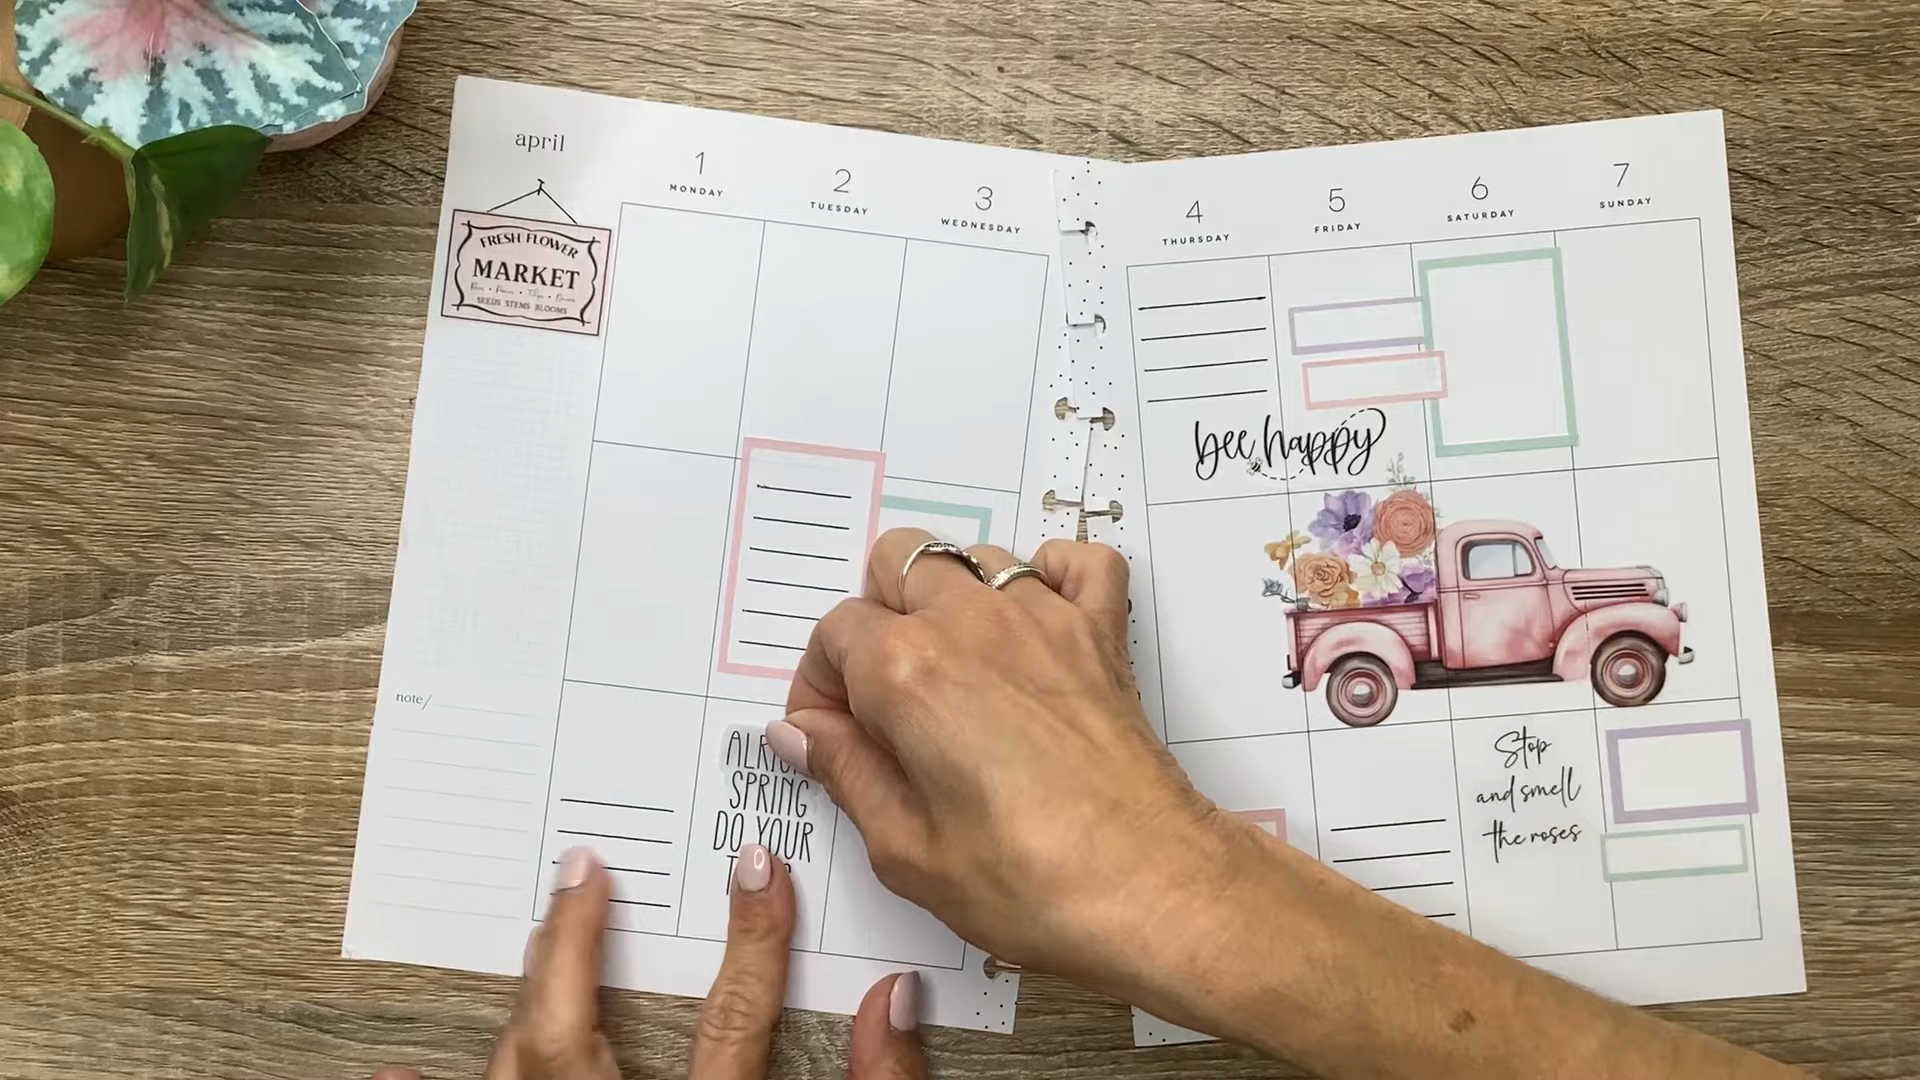 april
1
MONDAY
2
TUESDAY
3
WEDNESDAY
FRESH FLOWER
MARKET
SEEDS STEMS BLOOMS
note/
ALRIGHT
SPRING
DO YOUR
4
THURSDAY
5
FRIDAY
6
SATURDAY
7
SUNDAY
bee happy
Stop
and smell
the roses